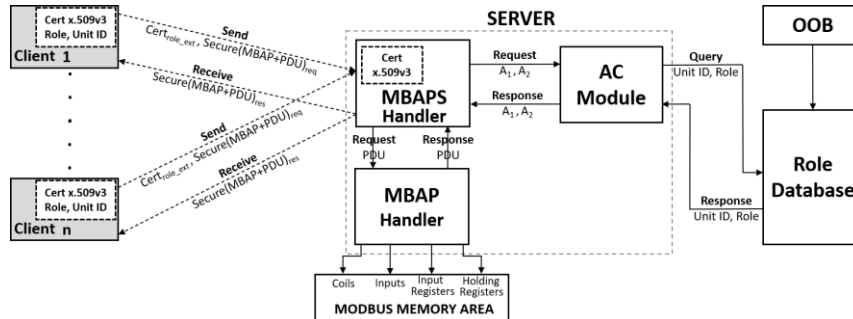 Cert x.509v3
Role, Unit ID
Client 1
Send
Cert_role_ext, Secure(MBAP+PDU)_req
Receive
Secure(MBAP+PDU)_res
Send
Cert_role_ext, Secure(MBAP+PDU)_req
Receive
Secure(MBAP+PDU)_res
Cert x.509v3
Role, Unit ID
Client n
SERVER
Cert
x.509v3
MBAPS
Handler
Request
A₁, A₂
Response
A₁, A₂
AC
Module
Query
Unit ID, Role
Response
Unit ID, Role
OOB
Role
Database
Request
PDU
Response
PDU
MBAP
Handler
Coils
Inputs
Input
Registers
Holding
Registers
MODBUS MEMORY AREA